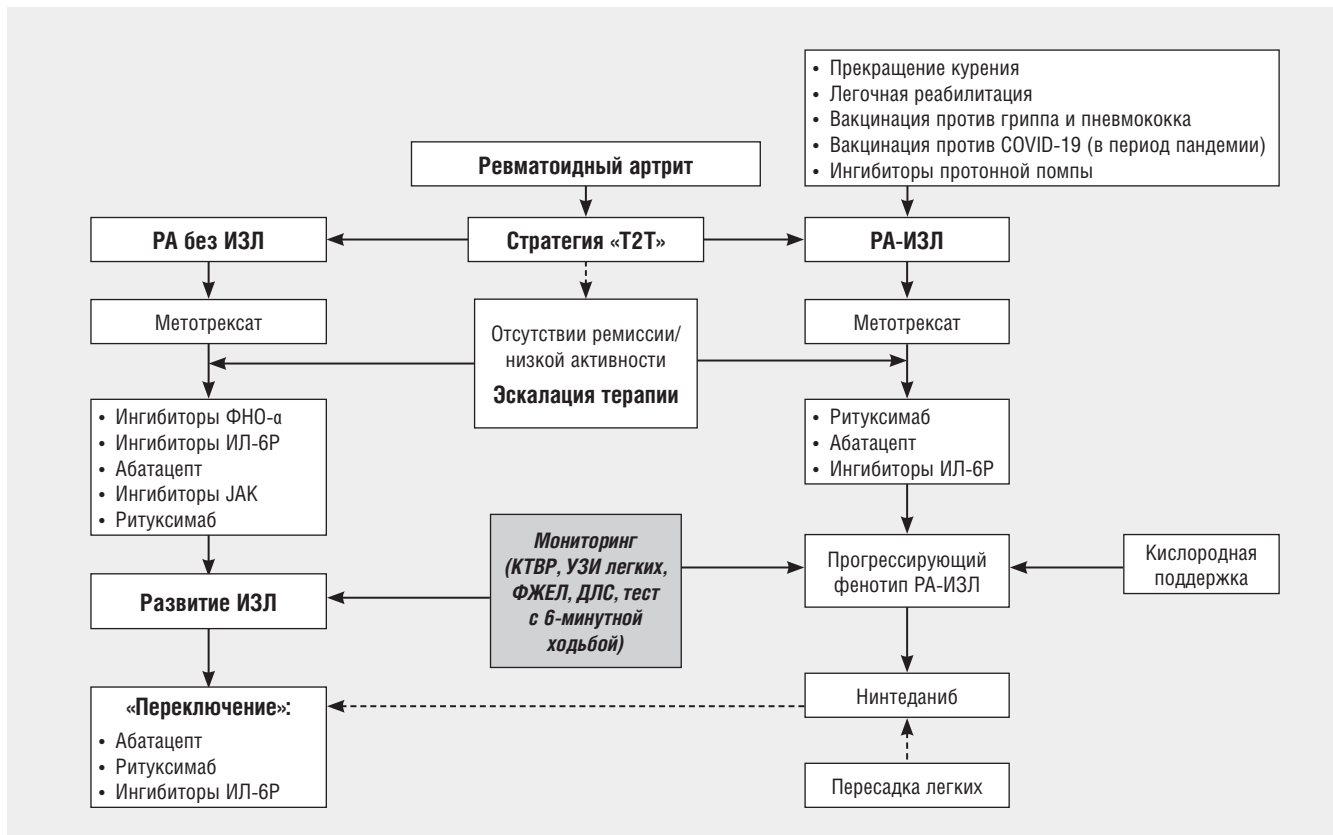 • Прекращение курения
• Легочная реабилитация
• Вакцинация против гриппа и пневмококка
• Вакцинация против COVID-19 (в период пандемии)
• Ингибиторы протонной помпы
Ревматоидный артрит
РА без ИЗЛ
Стратегия «Т2Т»
РА-ИЗЛ
Метотрексат
Отсутствии ремиссии/
низкой активности
Эскалация терапии
Метотрексат
• Ингибиторы ФНО-α
• Ингибиторы ИЛ-6Р
• Абатацепт
• Ингибиторы JAK
• Ритуксимаб
• Ритуксимаб
• Абатацепт
• Ингибиторы ИЛ-6Р
Развитие ИЗЛ
Мониторинг
(КТВР, УЗИ легких,
ФЖЕЛ, ДЛС, тест
с 6-минутной
ходьбой)
Прогрессирующий
фенотип РА-ИЗЛ
Кислородная
поддержка
«Переключение»:
• Абатацепт
• Ритуксимаб
• Ингибиторы ИЛ-6Р
Нинтеданиб
Пересадка легких